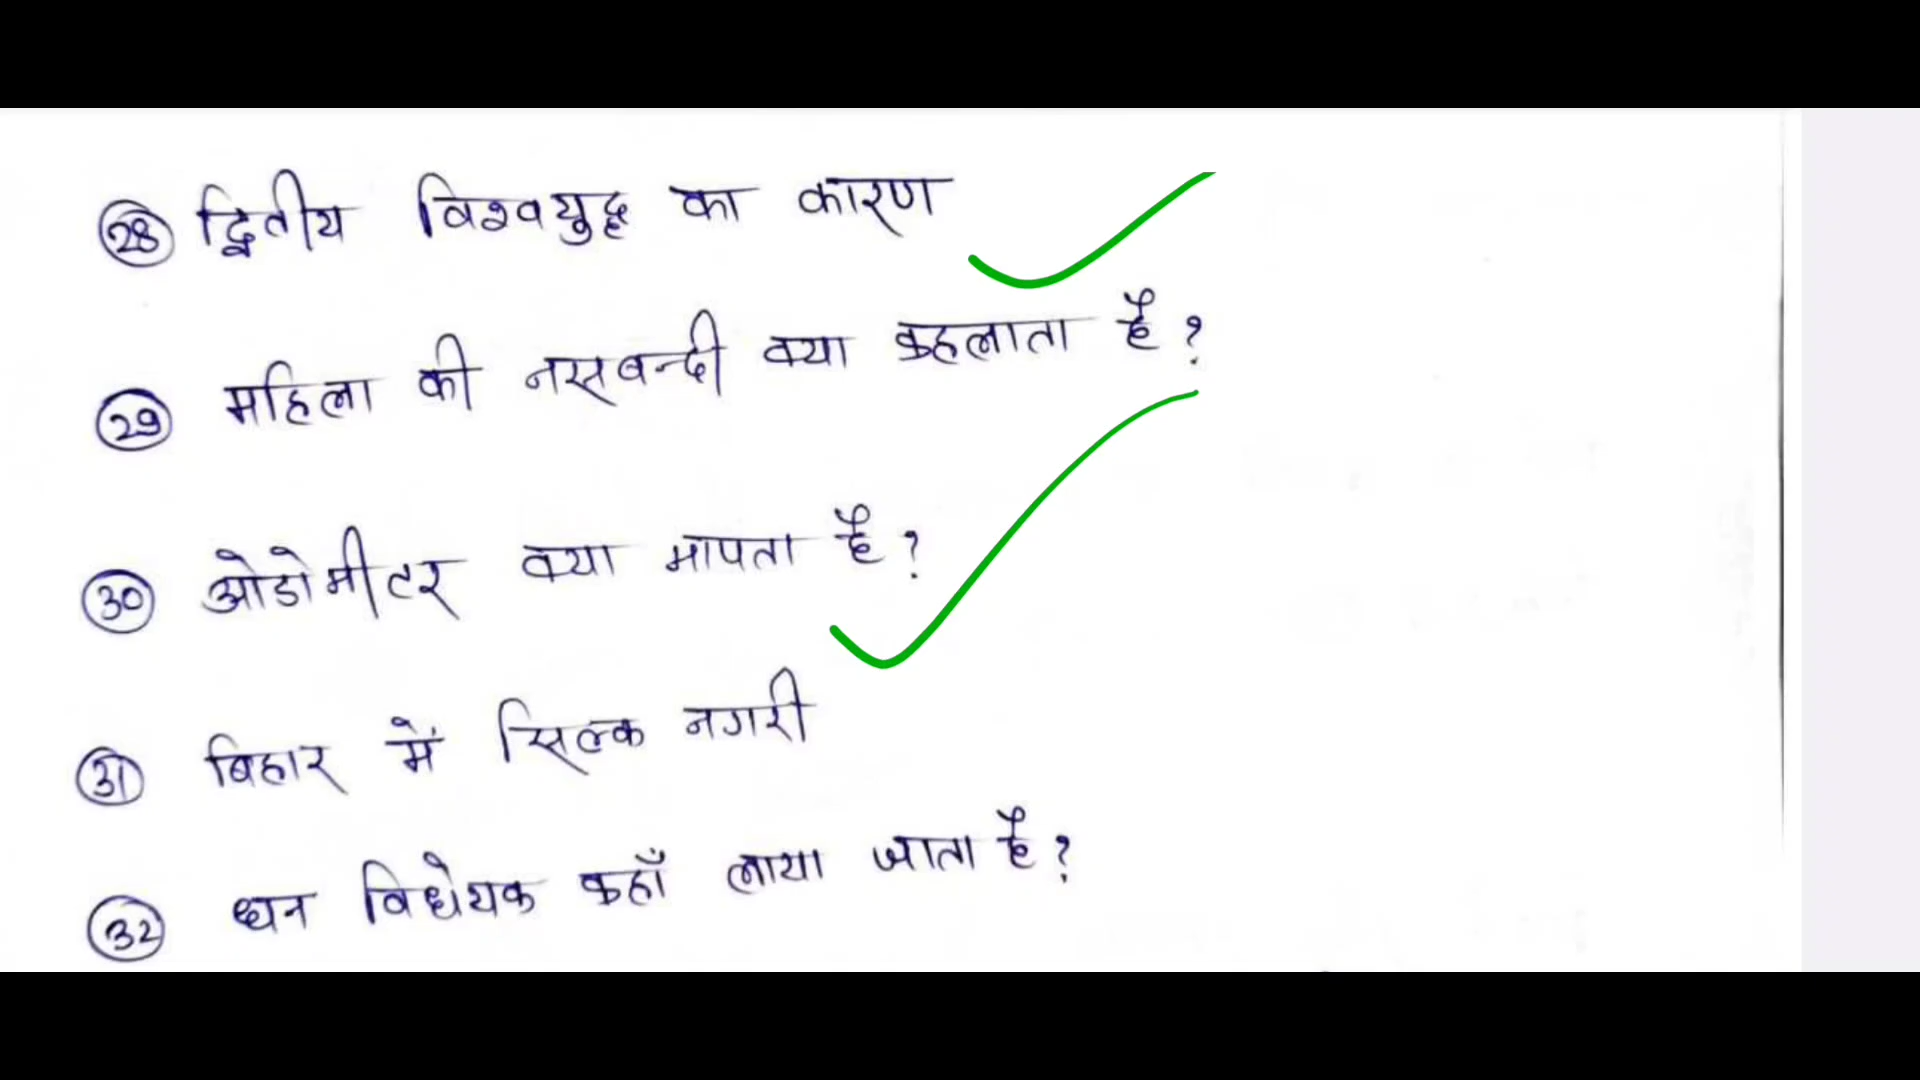 28 द्वितीय विश्वयुद्ध का कारण
29 महिला की नसबन्दी क्या कहलाता है?
30 ओडोमीटर क्या मापता है?
31 बिहार में सिल्क नगरी
32 धन विधेयक कहाँ लाया जाता है?